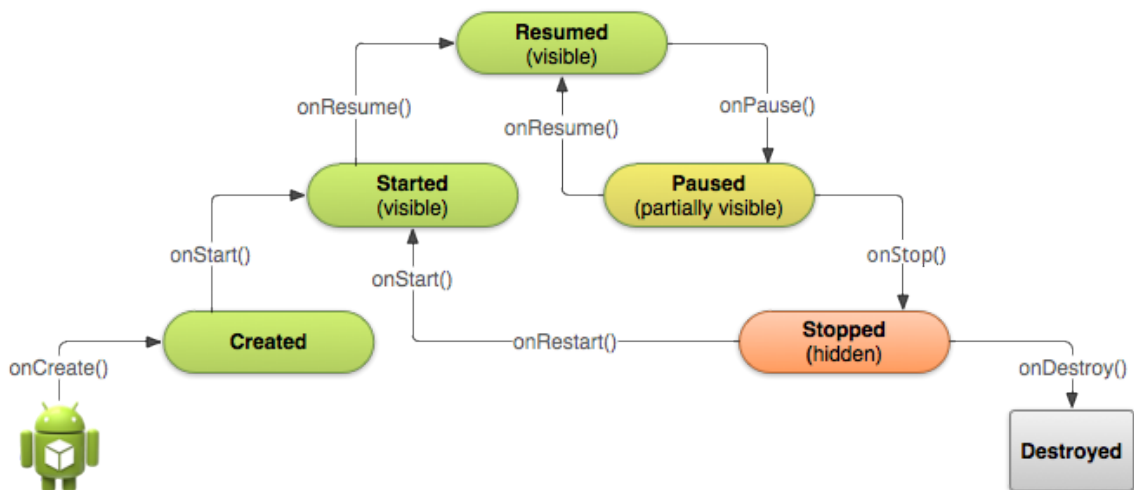 Resumed
(visible)
onResume()
onResume()
onPause()
Started
(visible)
Paused
(partially visible)
onStart()
onStart()
onStop()
Created
onRestart()
Stopped
(hidden)
onCreate()
onDestroy()
Destroyed